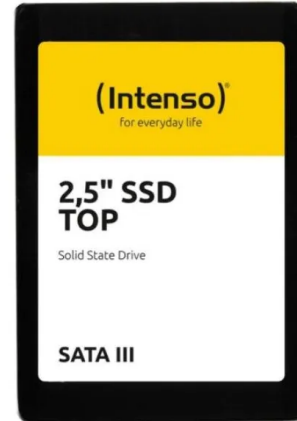 (Intenso)®
for everyday life
2,5" SSD
TOP
Solid State Drive
SATA III